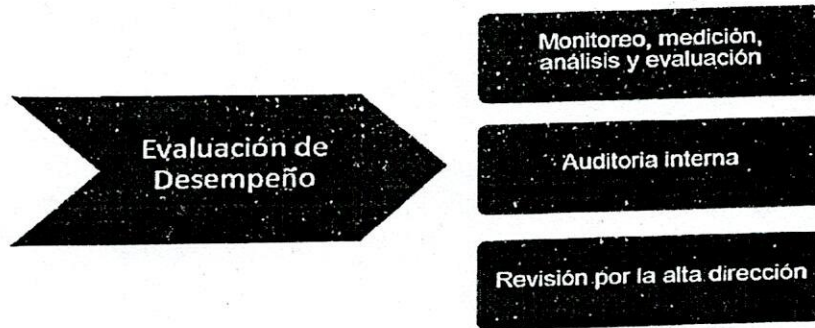 Evaluación de
Desempeño
Monitoreo, medición,
análisis y evaluación
Auditoria interna
Revisión por la alta dirección